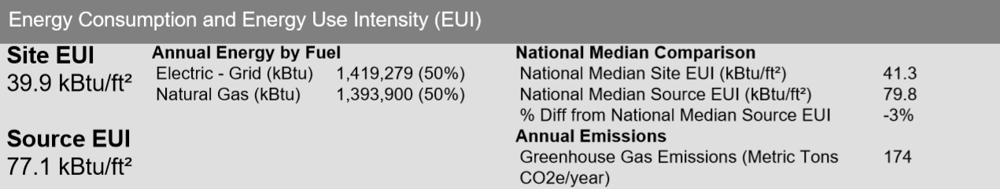 Energy Consumption and Energy Use Intensity (EUI)
Site EUI
39.9 kBtu/ft²
Annual Energy by Fuel
Electric - Grid (kBtu) 1,419,279 (50%)
Natural Gas (kBtu) 1,393,900 (50%)
Source EUI
77.1 kBtu/ft²
National Median Comparison
National Median Site EUI (kBtu/ft²) 41.3
National Median Source EUI (kBtu/ft²) 79.8
% Diff from National Median Source EUI -3%
Annual Emissions
Greenhouse Gas Emissions (Metric Tons 174
CO2e/year)